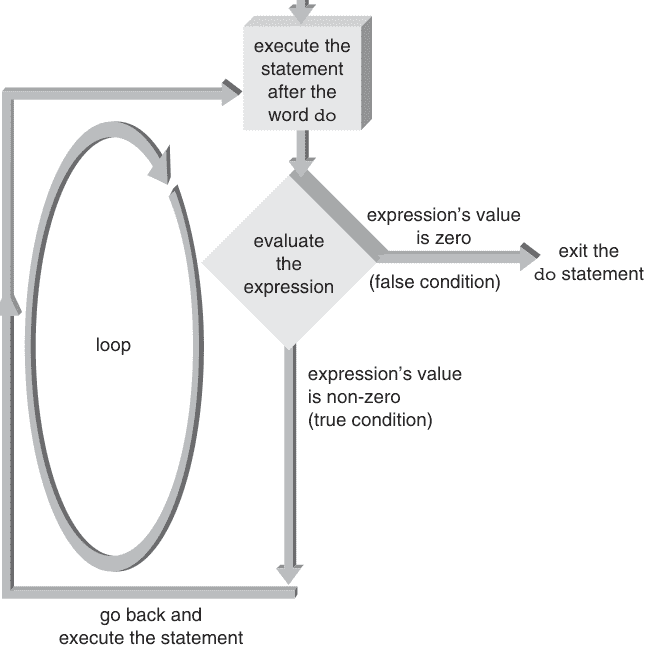 execute the
statement
after the
word do
expression's value
is zero
evaluate
the
expression
exit the
do statement
(false condition)
loop
expression's value
is non-zero
(true condition)
go back and
execute the statement